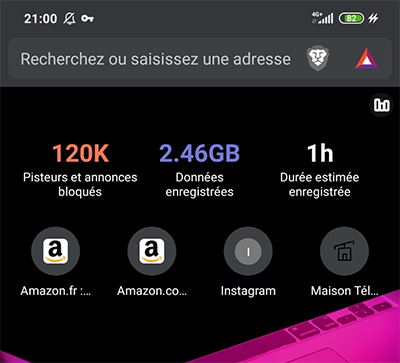 21:00 4G+ 82
Recherchez ou saisissez une adresse
120K 2.46GB 1h
Pisteurs et annonces Données Durée estimée
bloqués enregistrées enregistrée
a a I
Amazon.fr :... Amazon.co... Instagram Maison Tél...